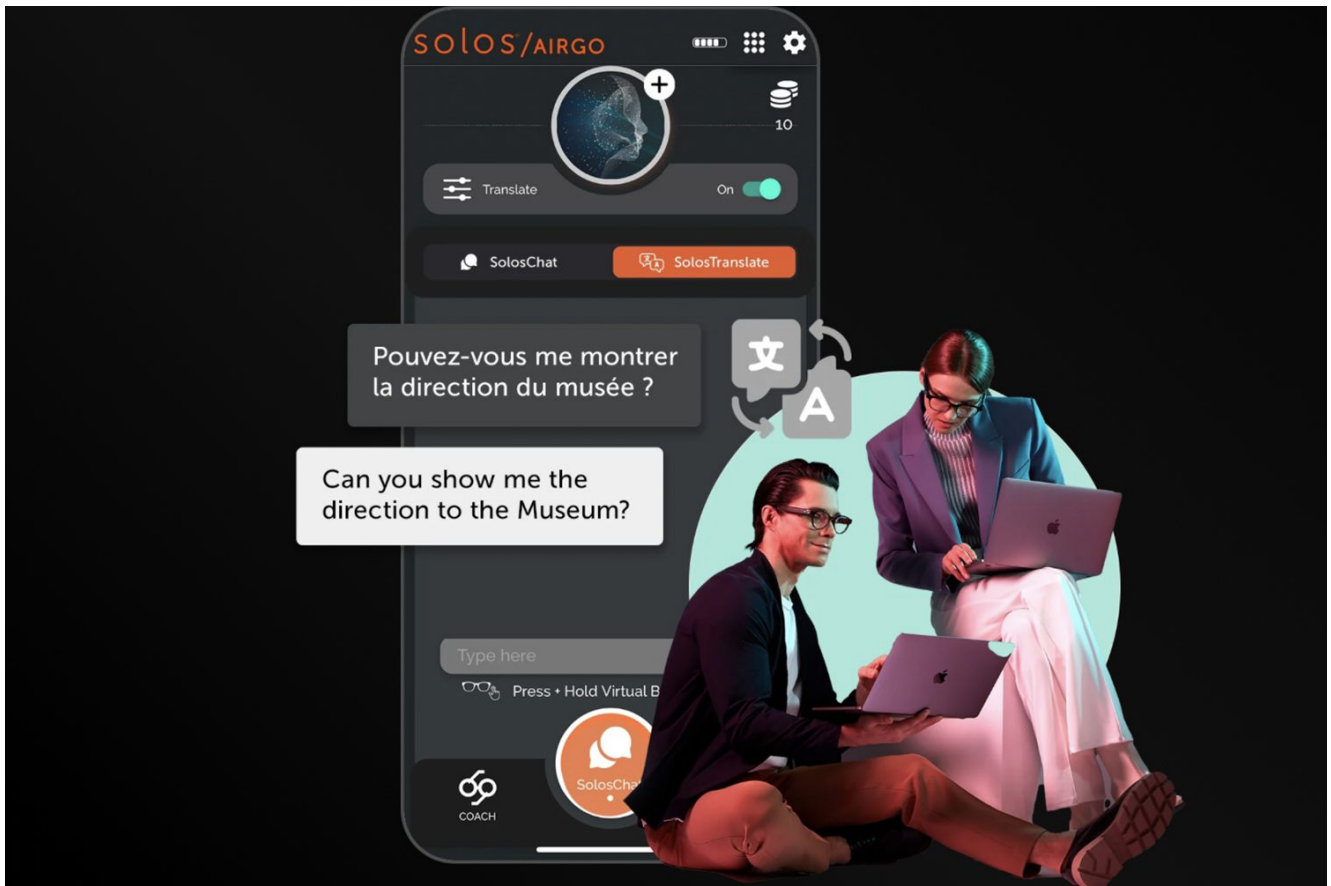 solos/AIRGO
10
Translate
On
SolosChat
SolosTranslate
文
A
Pouvez-vous me montrer
la direction du musée ?
Can you show me the
direction to the Museum?
Type here
Press + Hold Virtual
COACH